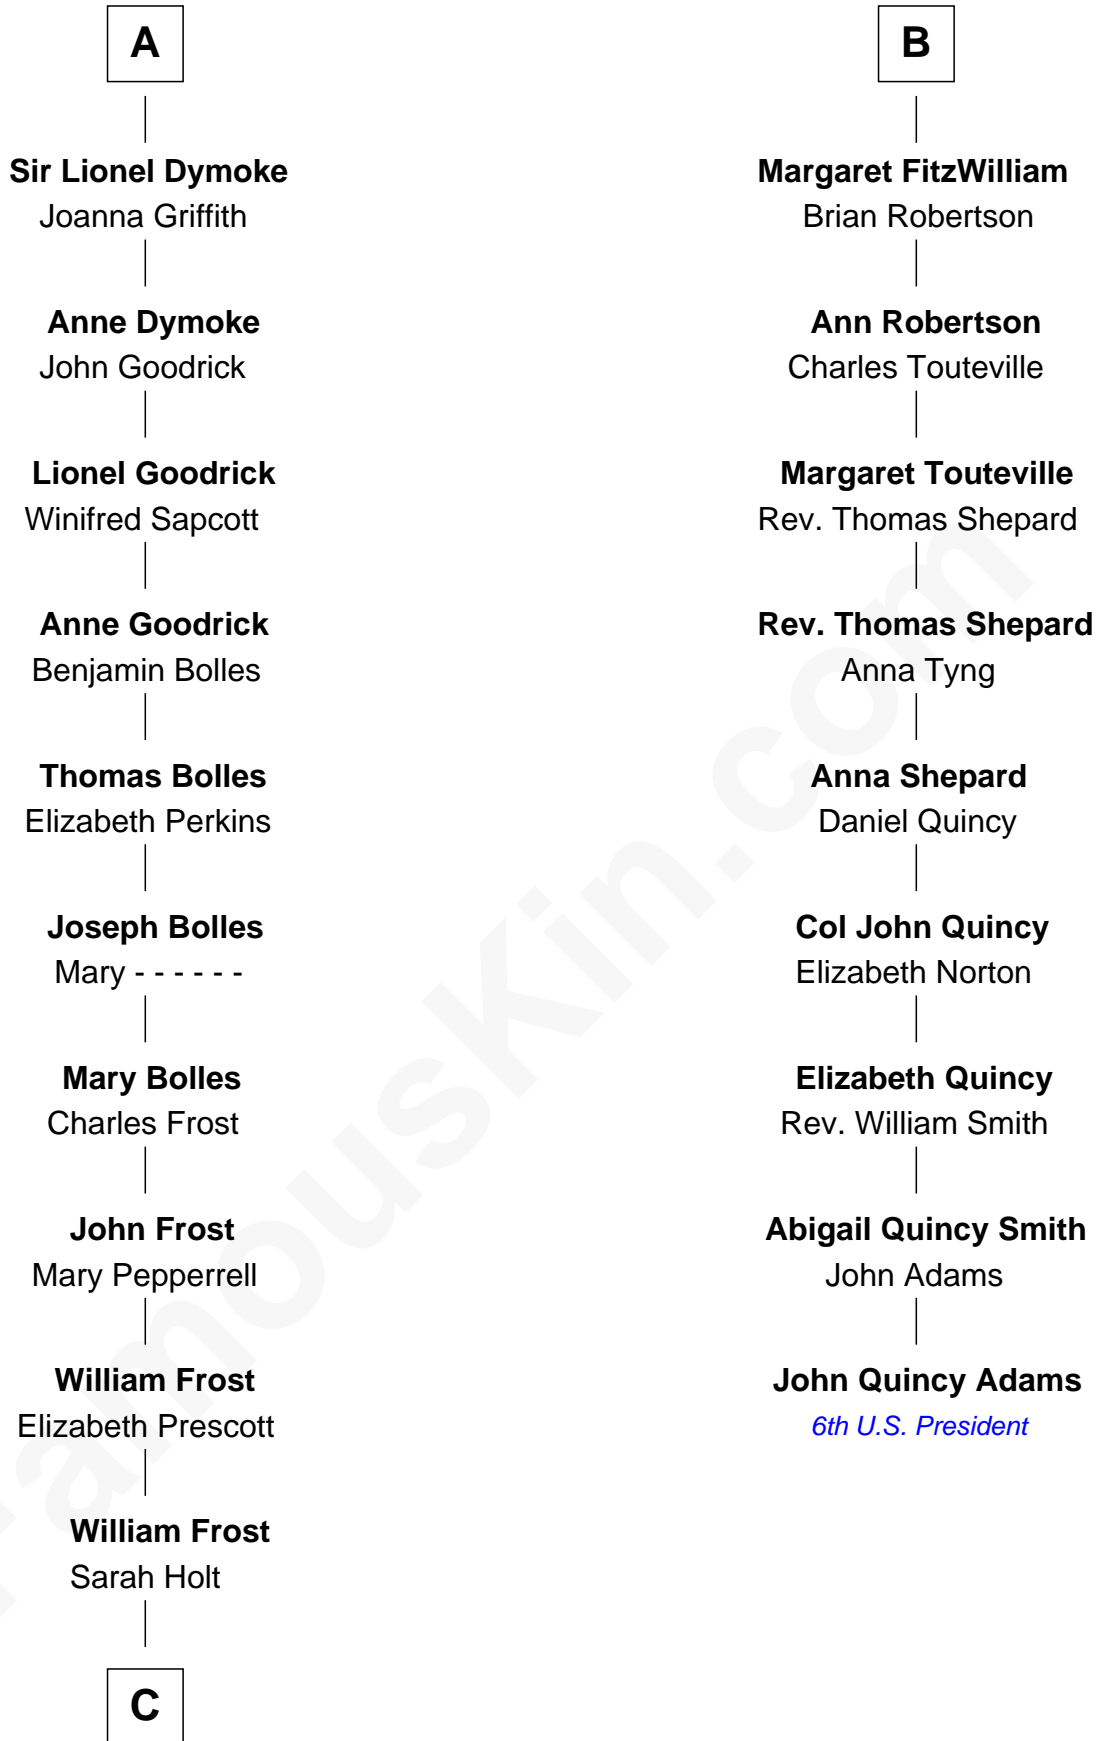 A
Sir Lionel Dymoke
Joanna Griffith
Anne Dymoke
John Goodrick
Lionel Goodrick
Winifred Sapcott
Anne Goodrick
Benjamin Bolles
Thomas Bolles
Elizabeth Perkins
Joseph Bolles
Mary - - - - - -
Mary Bolles
Charles Frost
John Frost
Mary Pepperrell
William Frost
Elizabeth Prescott
William Frost
Sarah Holt
C
B
Margaret FitzWilliam
Brian Robertson
Ann Robertson
Charles Touteville
Margaret Touteville
Rev. Thomas Shepard
Rev. Thomas Shepard
Anna Tyng
Anna Shepard
Daniel Quincy
Col John Quincy
Elizabeth Norton
Elizabeth Quincy
Rev. William Smith
Abigail Quincy Smith
John Adams
John Quincy Adams
6th U.S. President
FamousKin.com